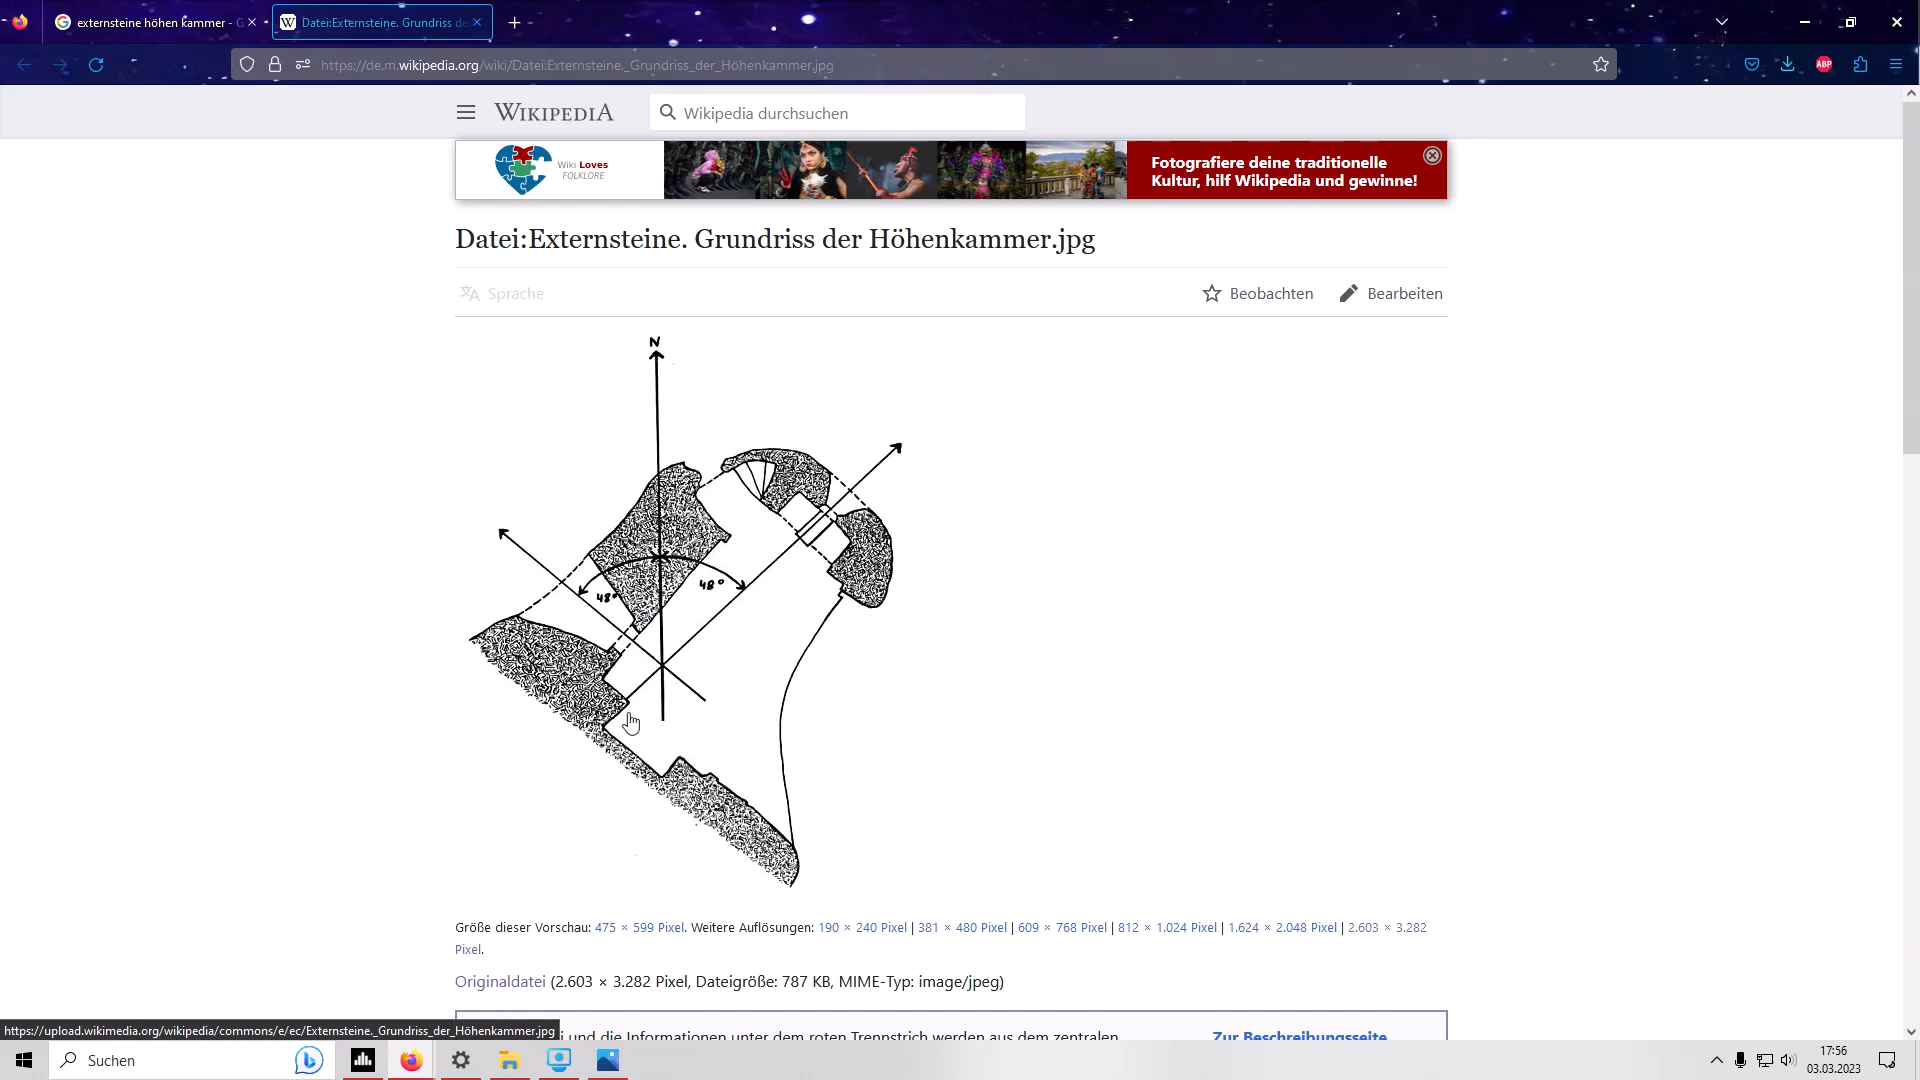 externsteine höhen kammer - G
Datei:Externsteine. Grundriss de
https://de.m.wikipedia.org/wiki/Datei:Externsteine._Grundriss_der_Höhenkammer.jpg
ABP
WIKIPEDIA
Wikipedia durchsuchen
Wiki Loves
FOLKLORE
Fotografiere deine traditionelle
Kultur, hilf Wikipedia und gewinne!
Datei:Externsteine. Grundriss der Höhenkammer.jpg
Sprache
Beobachten
Bearbeiten
N
48°
48°
Größe dieser Vorschau: 475 × 599 Pixel. Weitere Auflösungen: 190 × 240 Pixel | 381 × 480 Pixel | 609 × 768 Pixel | 812 × 1.024 Pixel | 1.624 × 2.048 Pixel | 2.603 × 3.282
Pixel.
Originaldatei (2.603 × 3.282 Pixel, Dateigröße: 787 KB, MIME-Typ: image/jpeg)
https://upload.wikimedia.org/wikipedia/commons/e/ec/Externsteine._Grundriss_der_Höhenkammer.jpg
und die Informationen unter dem roten Trennstrich werden aus dem zentralen
Zur Beschreibungsseite
Suchen
17:56
03.03.2023